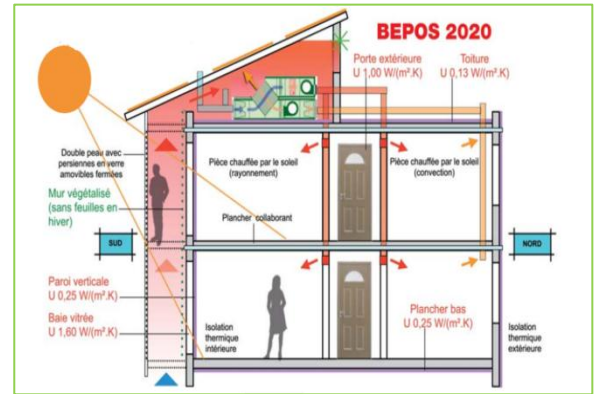 BEPOS 2020
Porte extérieure
U 1,00 W/(m².K)
Toiture
U 0,13 W/m².K)
Double peau avec
persiennes en verre
amovibles fermées
Pièce chauffée par le soleil
(rayonnement)
Pièce chauffée par le soleil
(convection)
Mur végétalisé
(sans feuilles en
hiver)
Plancher collaborant
SUD
NORD
Paroi verticale
U 0,25 W/(m².K)
Baie vitrée
U 1,60 W/(m².K)
Plancher bas
U 0,25 W/(m².K)
Isolation
thermique
intérieure
Isolation
thermique
extérieure